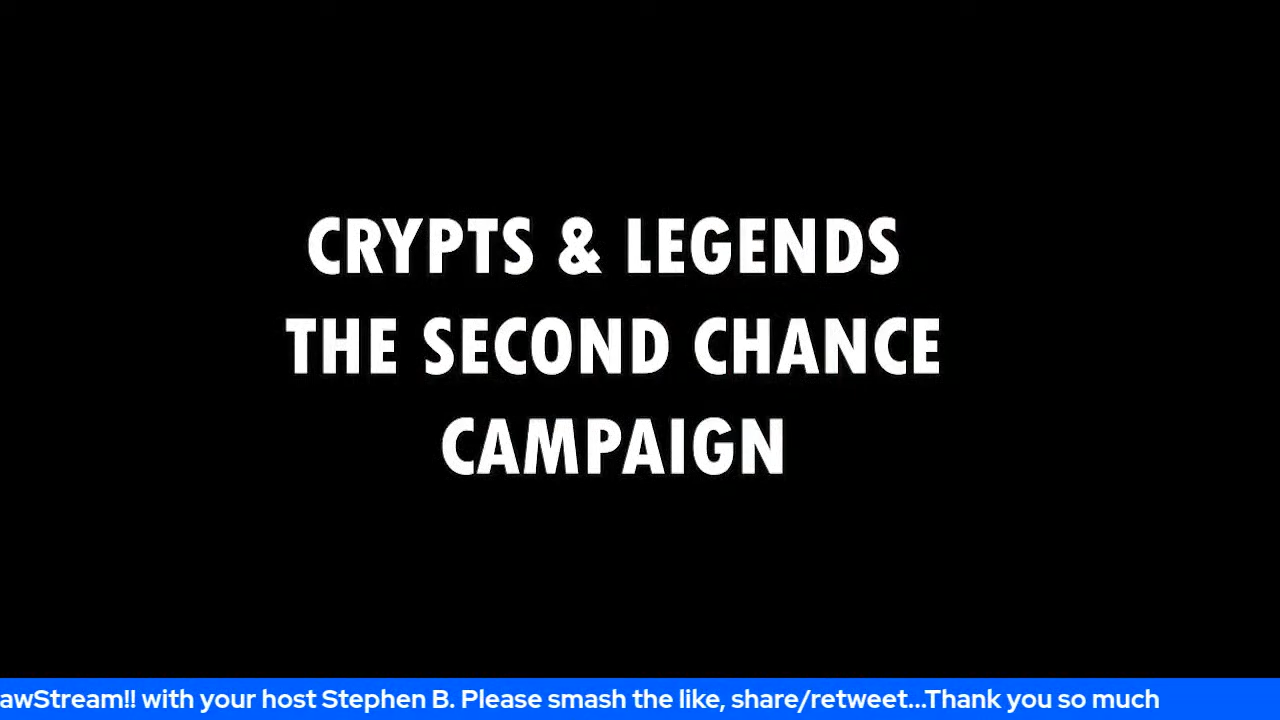 CRYPTS & LEGENDS
THE SECOND CHANCE
CAMPAIGN
awStream!! with your host Stephen B. Please smash the like, share/retweet...Thank you so much